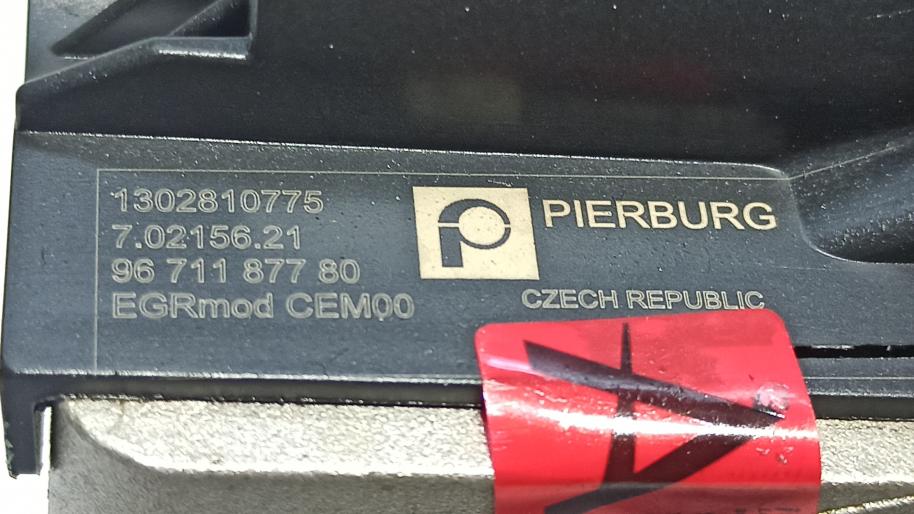 1302810775
7.02156.21
96 711 877 80
EGRmod CEM00
PIERBURG
CZECH REPUBLIC